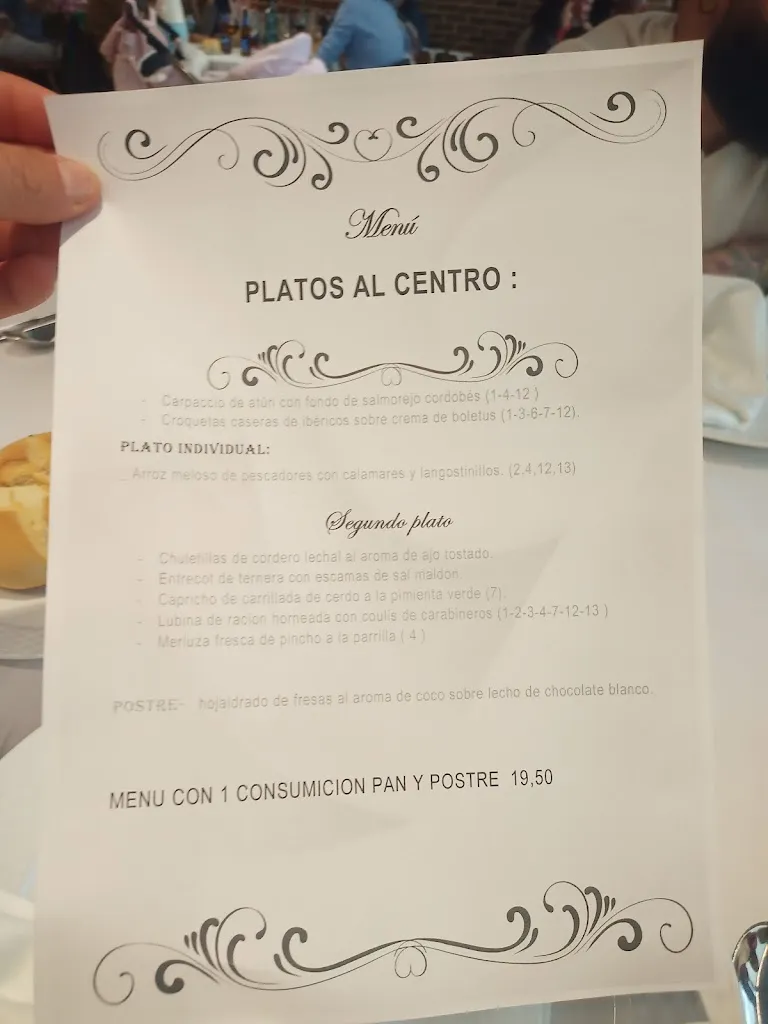 Menú
PLATOS AL CENTRO :
- Carpaccio de atún con fondo de salmorejo cordobés (1-4-12 )
- Croquetas caseras de ibéricos sobre crema de boletus (1-3-6-7-12).
PLATO INDIVIDUAL:
Arroz meloso de pescadores con calamares y langostinillos. (2,4,12,13)
Segundo plato
- Chuletillas de cordero lechal al aroma de ajo tostado.
- Entrecot de ternera con escamas de sal maldon.
- Capricho de carrillada de cerdo a la pimienta verde (7).
- Lubina de racion horneada con coulis de carabineros (1-2-3-4-7-12-13 )
- Merluza fresca de pincho a la parrilla ( 4 )
POSTRE- hojaldrado de fresas al aroma de coco sobre lecho de chocolate blanco.
MENU CON 1 CONSUMICION PAN Y POSTRE 19,50